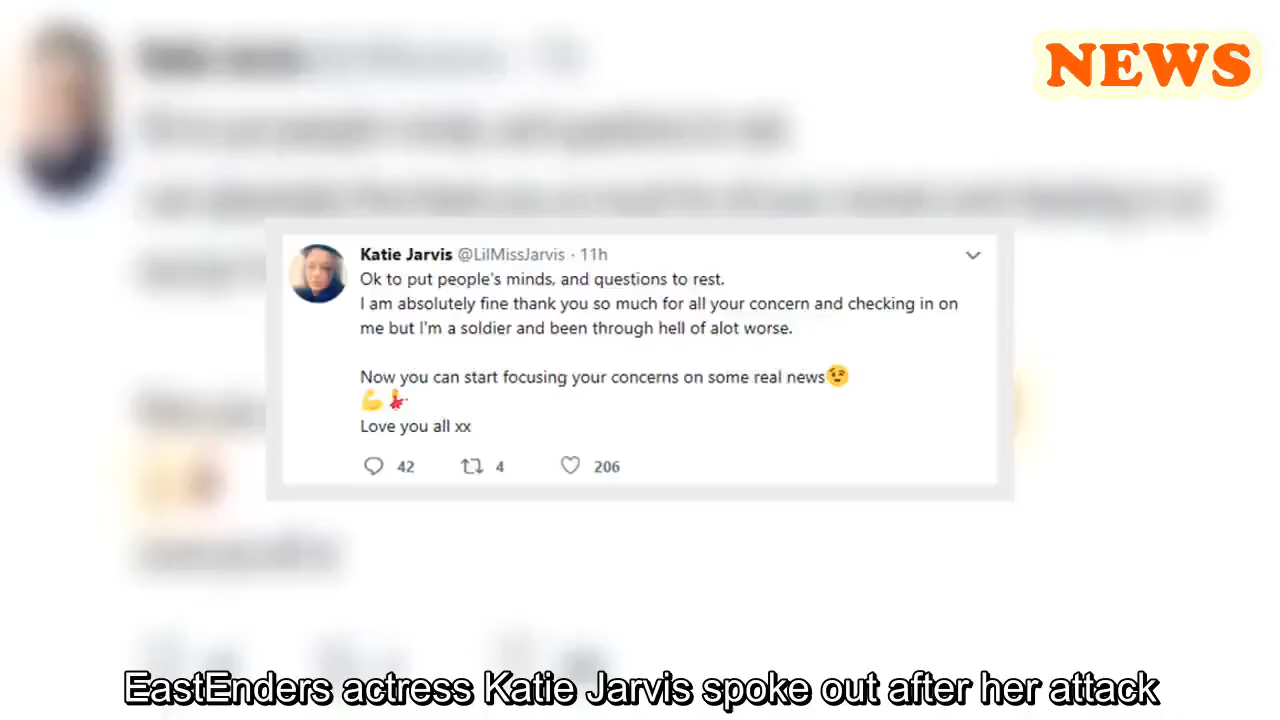 NEWS
Katie Jarvis @LilMissJarvis · 11h
Ok to put people's minds, and questions to rest.
I am absolutely fine thank you so much for all your concern and checking in on
me but I'm a soldier and been through hell of alot worse.
Now you can start focusing your concerns on some real news😉
💪💃
Love you all xx
42 4 206
EastEnders actress Katie Jarvis spoke out after her attack